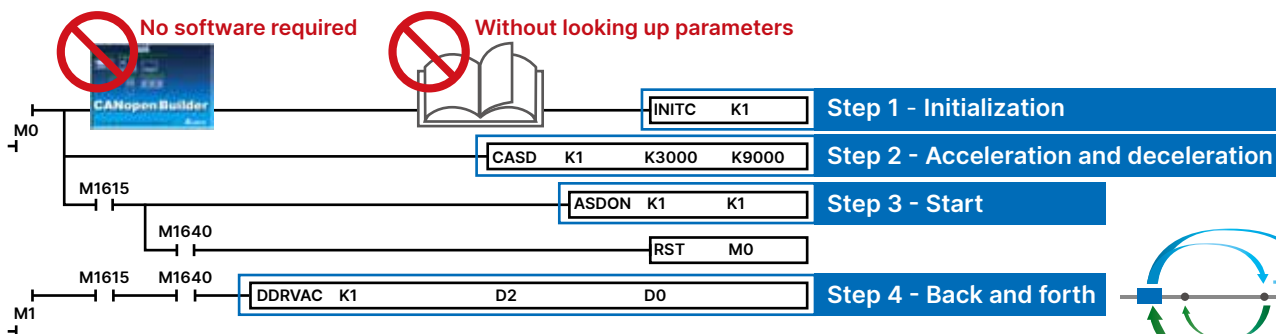 No software required
Without looking up parameters
CANopen Builder
M0
INITC K1
Step 1 - Initialization
CASD K1 K3000 K9000
Step 2 - Acceleration and deceleration
M1615
ASDON K1 K1
Step 3 - Start
M1640
RST M0
M1615 M1640
DDRVAC K1 D2 D0
Step 4 - Back and forth
M1